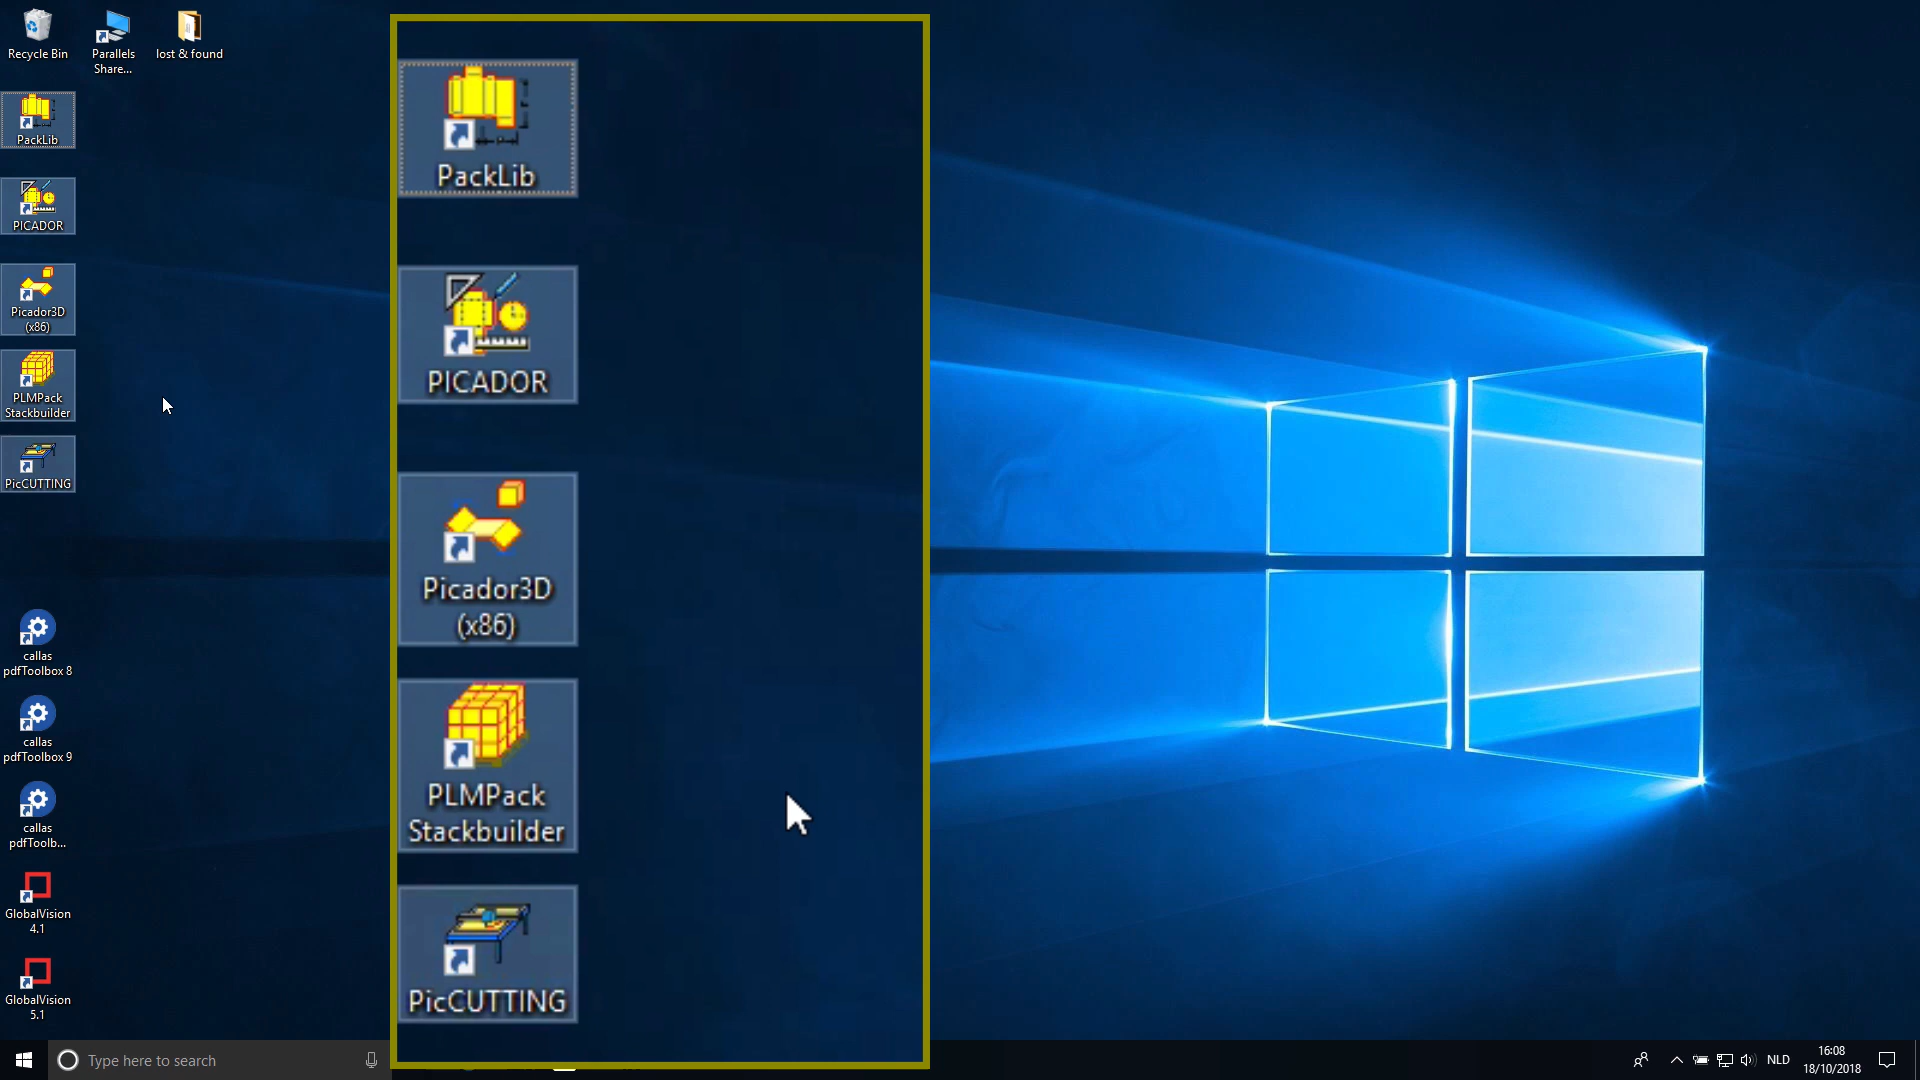 Recycle Bin
Parallels
Share...
lost & found
PackLib
PICADOR
Picador3D
(x86)
PLMPack
Stackbuilder
PicCUTTING
callas
pdfToolbox 8
callas
pdfToolbox 9
callas
pdfToolb...
GlobalVision
4.1
GlobalVision
5.1
PackLib
PICADOR
Picador3D
(x86)
PLMPack
Stackbuilder
PicCUTTING
Type here to search
NLD
16:08
18/10/2018